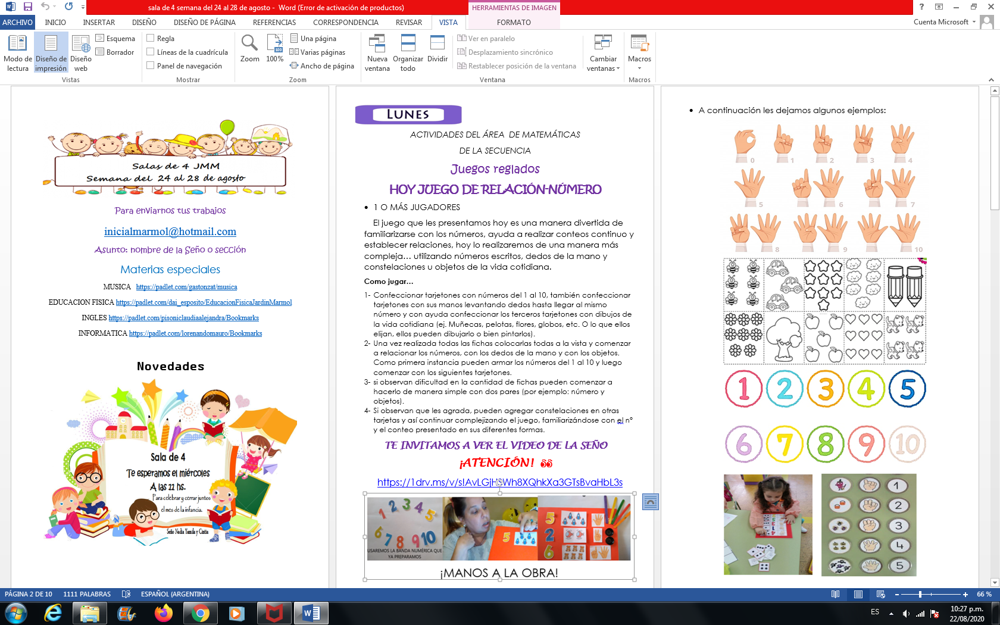 sala de 4 semana del 24 al 28 de agosto - Word (Error de activación de productos)
HERRAMIENTAS DE IMAGEN
ARCHIVO
INICIO
INSERTAR
DISEÑO
DISEÑO DE PÁGINA
REFERENCIAS
CORRESPONDENCIA
REVISAR
VISTA
FORMATO
Cuenta Microsoft
Modo de lectura
Diseño de impresión
Diseño web
Esquema
Borrador
Vistas
Regla
Líneas de la cuadrícula
Panel de navegación
Mostrar
Zoom
100%
Una página
Varias páginas
Ancho de página
Zoom
Nueva ventana
Organizar todo
Dividir
Ver en paralelo
Desplazamiento sincrónico
Restablecer posición de la ventana
Cambiar ventanas
Ventana
Macros
Macros
Salas de 4 JMM
Semana del 24 al 28 de agosto
Para enviarnos tus trabajos
inicialmarmol@hotmail.com
Asunto: nombre de la Seño o sección
Materias especiales
MUSICA https://padlet.com/gastonzat/musica
EDUCACION FISICA https://padlet.com/dai_esposito/EducacionFisicaJardinMarmol
INGLES https://padlet.com/pisoniclaudiaalejandra/Bookmarks
INFORMATICA https://padlet.com/lorenandomauro/Bookmarks
Novedades
Sala de 4
Te esperamos el miércoles
A las 11 hs.
Para celebrar y cerrar juntos
el mes de la infancia.
Seño Nadia Yamila y Cintia
LUNES
ACTIVIDADES DEL ÁREA DE MATEMÁTICAS
DE LA SECUENCIA
Juegos reglados
HOY JUEGO DE RELACIÓN-NÚMERO
• 1 O MÁS JUGADORES
El juego que les presentamos hoy es una manera divertida de
familiarizarse con los números, ayuda a realizar conteos continuo y
establecer relaciones, hoy lo realizaremos de una manera más
compleja... utilizando números escritos, dedos de la mano y
constelaciones u objetos de la vida cotidiana.
Como jugar...
1- Confeccionar tarjetones con números del 1 al 10, también confeccionar
tarjetones con sus manos levantando dedos hasta llegar al mismo
número y con ayuda confeccionar los terceros tarjetones con dibujos de
la vida cotidiana (ej. Muñecas, pelotas, flores, globos, etc. O lo que ellos
elijan, ellos pueden dibujarlo o bien pintarlos).
2- Una vez realizada todas las fichas colocarlas todas a la vista y comenzar
a relacionar los números, con los dedos de la mano y con los objetos.
Como primera instancia pueden armar los números del 1 al 10 y luego
comenzar con los siguientes tarjetones.
3- si observan dificultad en la cantidad de fichas pueden comenzar a
hacerlo de manera simple con dos pares (por ejemplo: número y
objetos).
4- Si observan que les agrada, pueden agregar constelaciones en otras
tarjetas y así continuar complejizando el juego, familiarizándose con el nº
y el conteo presentado en sus diferentes formas.
TE INVITAMOS A VER EL VIDEO DE LA SEÑO
¡ATENCIÓN!
https://1drv.ms/v/s!AvLGjHSWh8XQhkXa3GTsBvaHbL3s
1 2 3 4 5
6 7 8 9 10
USAREMOS LA BANDA NUMÉRICA QUE
YA PREPARAMOS
5
5
2
6
¡MANOS A LA OBRA!
• A continuación les dejamos algunos ejemplos:
0 1 2 3 4
5 6 7
8 9 10
1 2 3 4 5
6 7 8 9 10
1
2
3
4
5
PÁGINA 2 DE 10
1111 PALABRAS
ESPAÑOL (ARGENTINA)
66 %
ES
10:27 p.m.
22/08/2020